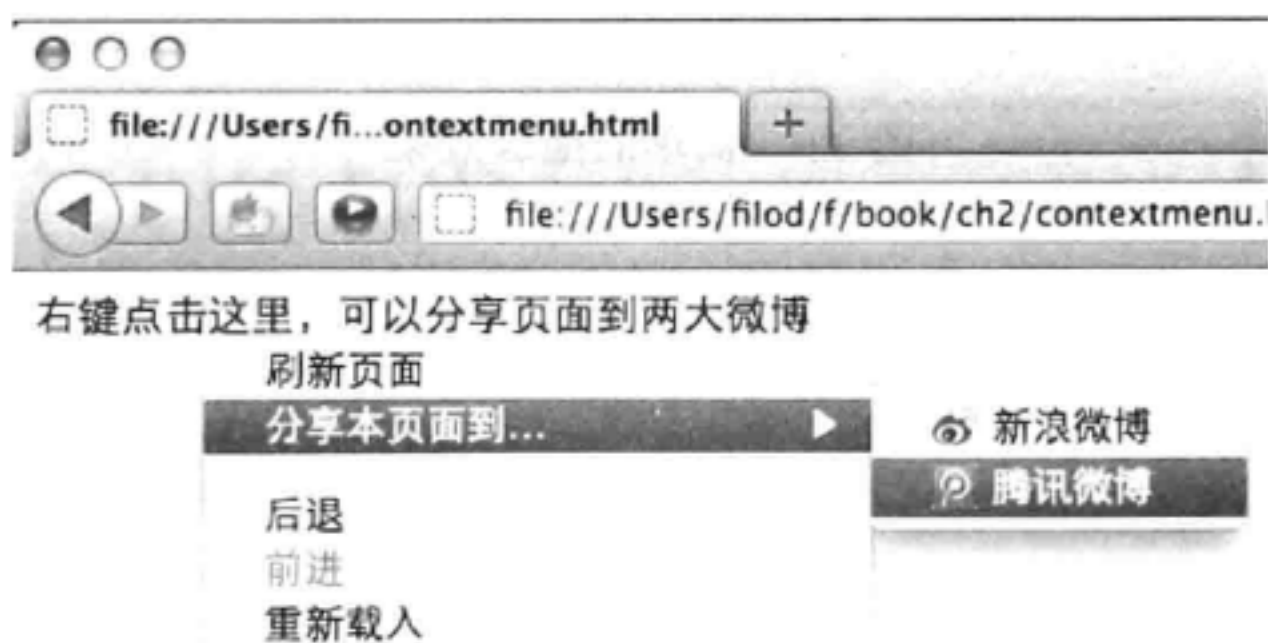 file:///Users/fi...ontextmenu.html
file:///Users/filod/f/book/ch2/contextmenu.
右键点击这里，可以分享页面到两大微博
刷新页面
分享本页面到...
新浪微博
腾讯微博
后退
前进
重新载入